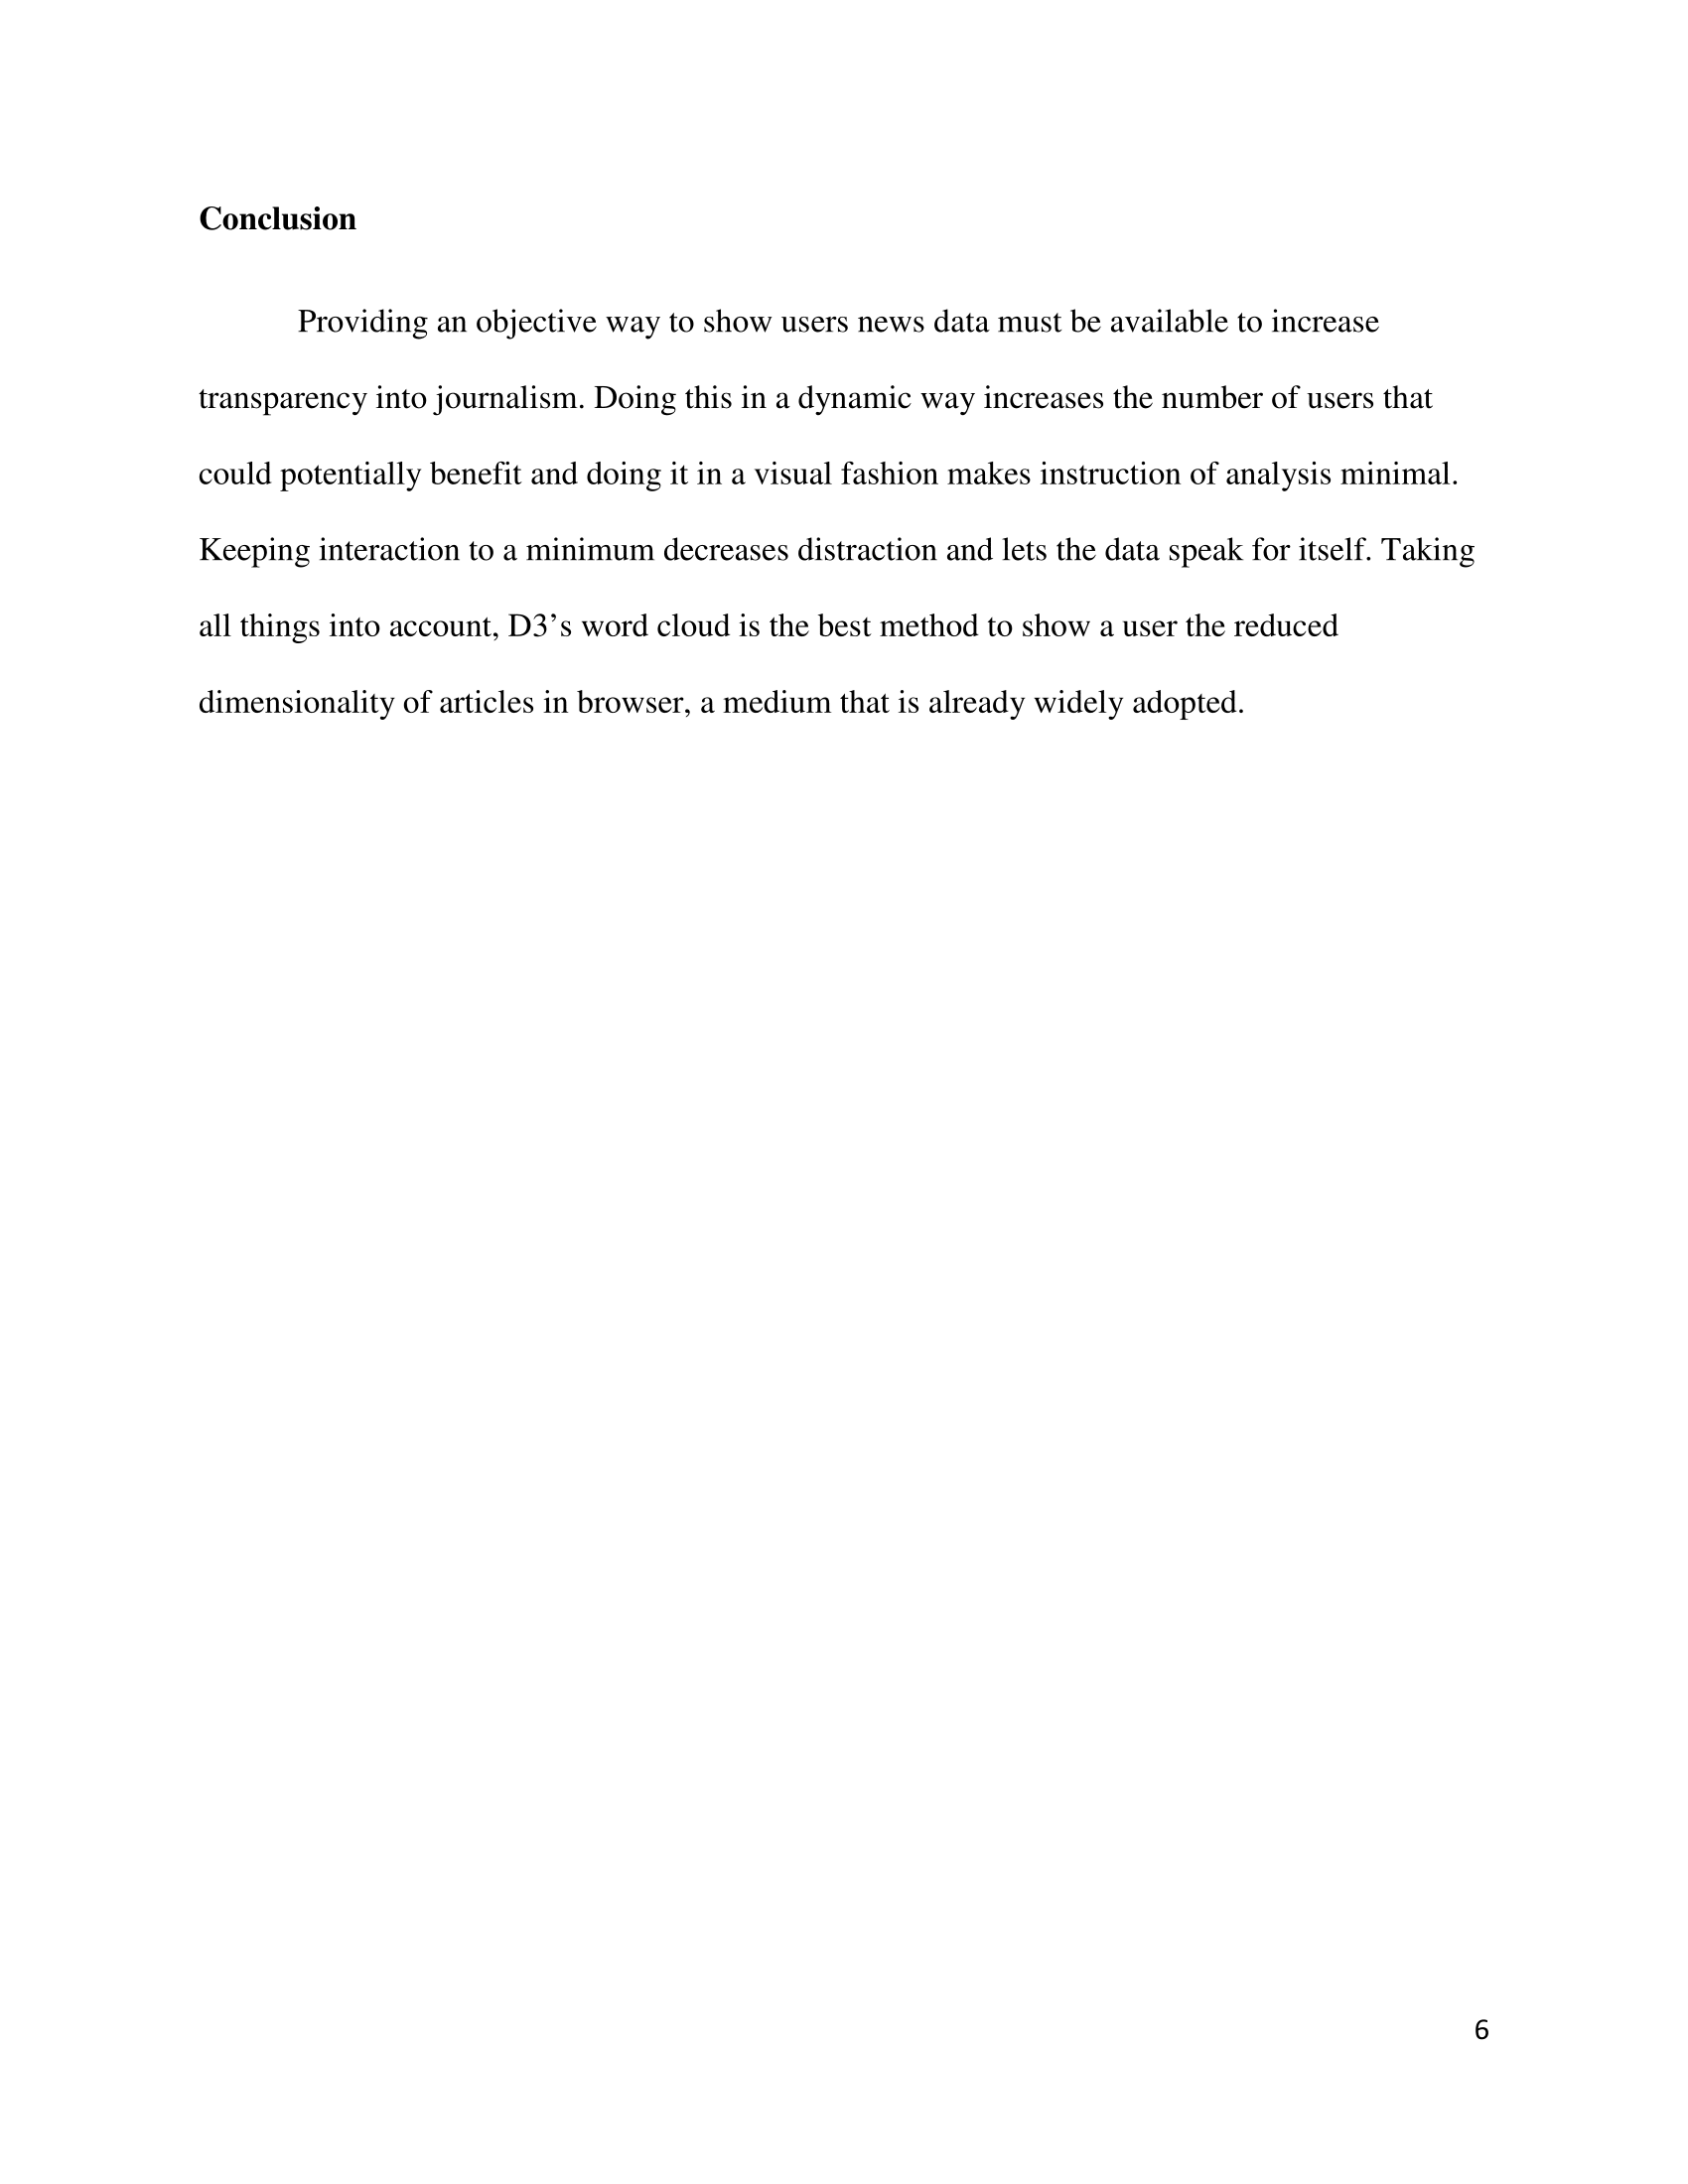 Conclusion
Providing an objective way to show users news data must be available to increase
transparency into journalism. Doing this in a dynamic way increases the number of users that
could potentially benefit and doing it in a visual fashion makes instruction of analysis minimal.
Keeping interaction to a minimum decreases distraction and lets the data speak for itself. Taking
all things into account, D3’s word cloud is the best method to show a user the reduced
dimensionality of articles in browser, a medium that is already widely adopted.
6